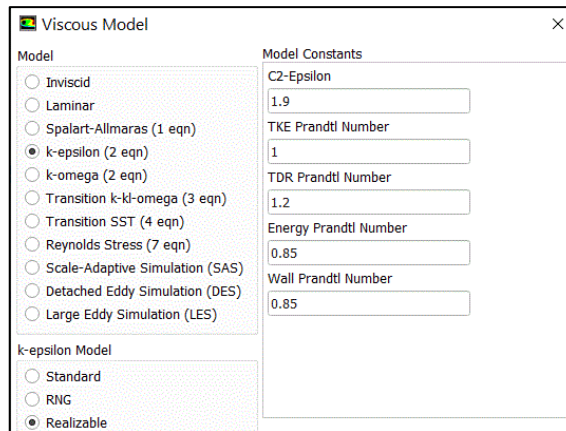 Viscous Model
Model
Inviscid
Laminar
Spalart-Allmaras (1 eqn)
k-epsilon (2 eqn)
k-omega (2 eqn)
Transition k-kl-omega (3 eqn)
Transition SST (4 eqn)
Reynolds Stress (7 eqn)
Scale-Adaptive Simulation (SAS)
Detached Eddy Simulation (DES)
Large Eddy Simulation (LES)
k-epsilon Model
Standard
RNG
Realizable
Model Constants
C2-Epsilon
1.9
TKE Prandtl Number
1
TDR Prandtl Number
1.2
Energy Prandtl Number
0.85
Wall Prandtl Number
0.85